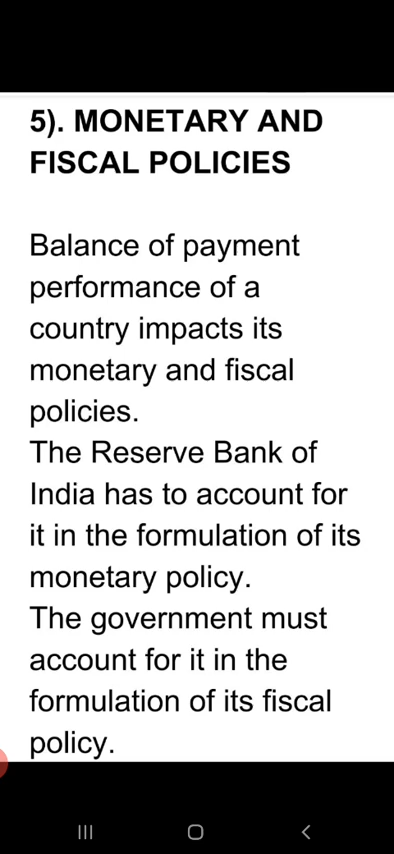 5). MONETARY AND
FISCAL POLICIES
Balance of payment
performance of a
country impacts its
monetary and fiscal
policies.
The Reserve Bank of
India has to account for
it in the formulation of its
monetary policy.
The government must
account for it in the
formulation of its fiscal
policy.